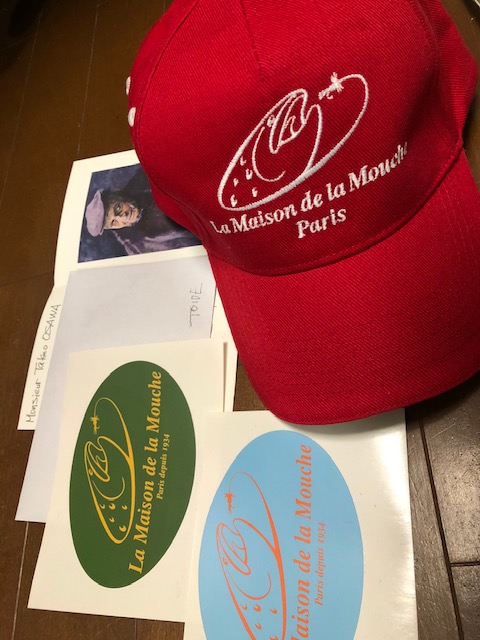 La Maison de la Mouche
Paris
Monsieur Takao OSAWA
TOIDE
La Maison de la Mouche
Paris depuis 1934
La Maison de la Mouche
Paris depuis 1934